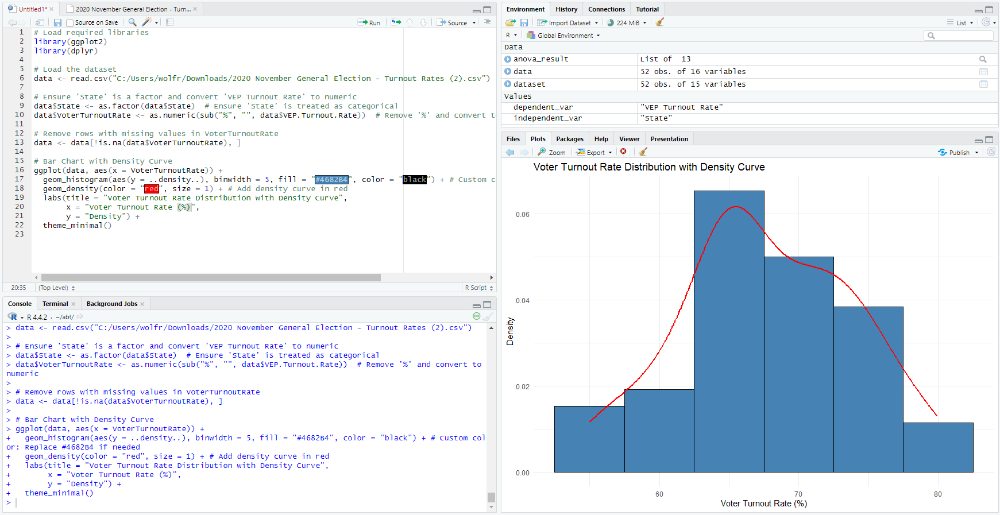 Untitled1*
2020 November General Election - Turn...
Source on Save
Run
Source
1 # Load required libraries
2 library(ggplot2)
3 library(dplyr)
4
5 # Load the dataset
6 data <- read.csv("C:/Users/wolfr/Downloads/2020 November General Election - Turnout Rates (2).csv")
7
8 # Ensure 'State' is a factor and convert 'VEP Turnout Rate' to numeric
9 data$State <- as.factor(data$State)  # Ensure 'State' is treated as categorical
10 data$VoterTurnoutRate <- as.numeric(sub("%", "", data$VEP.Turnout.Rate))  # Remove '%' and convert to
11
12 # Remove rows with missing values in VoterTurnoutRate
13 data <- data[!is.na(data$VoterTurnoutRate), ]
14
15 # Bar Chart with Density Curve
16 ggplot(data, aes(x = VoterTurnoutRate)) +
17   geom_histogram(aes(y = ..density..), binwidth = 5, fill = "#4682B4", color = "black") + # Custom co
18   geom_density(color = "red", size = 1) + # Add density curve in red
19   labs(title = "Voter Turnout Rate Distribution with Density Curve",
20        x = "Voter Turnout Rate (%)",
21        y = "Density") +
22   theme_minimal()
23
20:35 (Top Level) R Script
Console Terminal Background Jobs
R 4.4.2 · ~/abt/
> data <- read.csv("C:/Users/wolfr/Downloads/2020 November General Election - Turnout Rates (2).csv")
>
> # Ensure 'State' is a factor and convert 'VEP Turnout Rate' to numeric
> data$State <- as.factor(data$State)  # Ensure 'State' is treated as categorical
> data$VoterTurnoutRate <- as.numeric(sub("%", "", data$VEP.Turnout.Rate))  # Remove '%' and convert to
numeric
>
> # Remove rows with missing values in VoterTurnoutRate
> data <- data[!is.na(data$VoterTurnoutRate), ]
>
> # Bar Chart with Density Curve
> ggplot(data, aes(x = VoterTurnoutRate)) +
+   geom_histogram(aes(y = ..density..), binwidth = 5, fill = "#4682B4", color = "black") + # Custom col
or: Replace #4682B4 if needed
+   geom_density(color = "red", size = 1) + # Add density curve in red
+   labs(title = "Voter Turnout Rate Distribution with Density Curve",
+        x = "Voter Turnout Rate (%)",
+        y = "Density") +
+   theme_minimal()
>
Environment History Connections Tutorial
Import Dataset 224 MiB List
R Global Environment
Data
anova_result List of  13
data 52 obs. of 16 variables
dataset 52 obs. of 15 variables
Values
dependent_var "VEP Turnout Rate"
independent_var "State"
Files Plots Packages Help Viewer Presentation
Zoom Export Publish
Voter Turnout Rate Distribution with Density Curve
0.06
0.04
Density
0.02
0.00
60 70 80
Voter Turnout Rate (%)